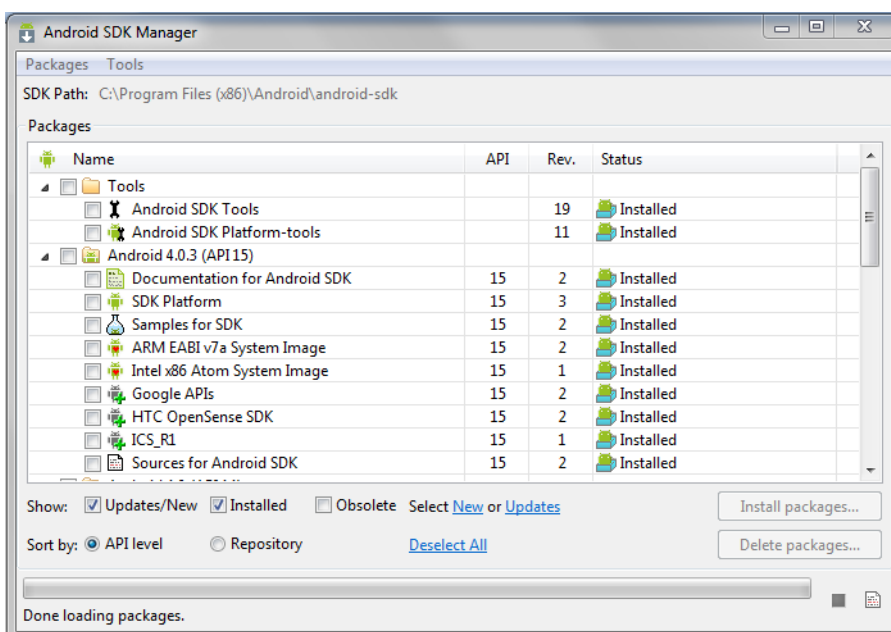 Android SDK Manager
Packages Tools
SDK Path: C:\Program Files (x86)\Android\android-sdk
Packages
Name API Rev. Status
Tools
Android SDK Tools 19 Installed
Android SDK Platform-tools 11 Installed
Android 4.0.3 (API 15)
Documentation for Android SDK 15 2 Installed
SDK Platform 15 3 Installed
Samples for SDK 15 2 Installed
ARM EABI v7a System Image 15 2 Installed
Intel x86 Atom System Image 15 1 Installed
Google APIs 15 2 Installed
HTC OpenSense SDK 15 2 Installed
ICS_R1 15 1 Installed
Sources for Android SDK 15 2 Installed
Show: Updates/New Installed Obsolete Select New or Updates Install packages...
Sort by: API level Repository Deselect All Delete packages...
Done loading packages.